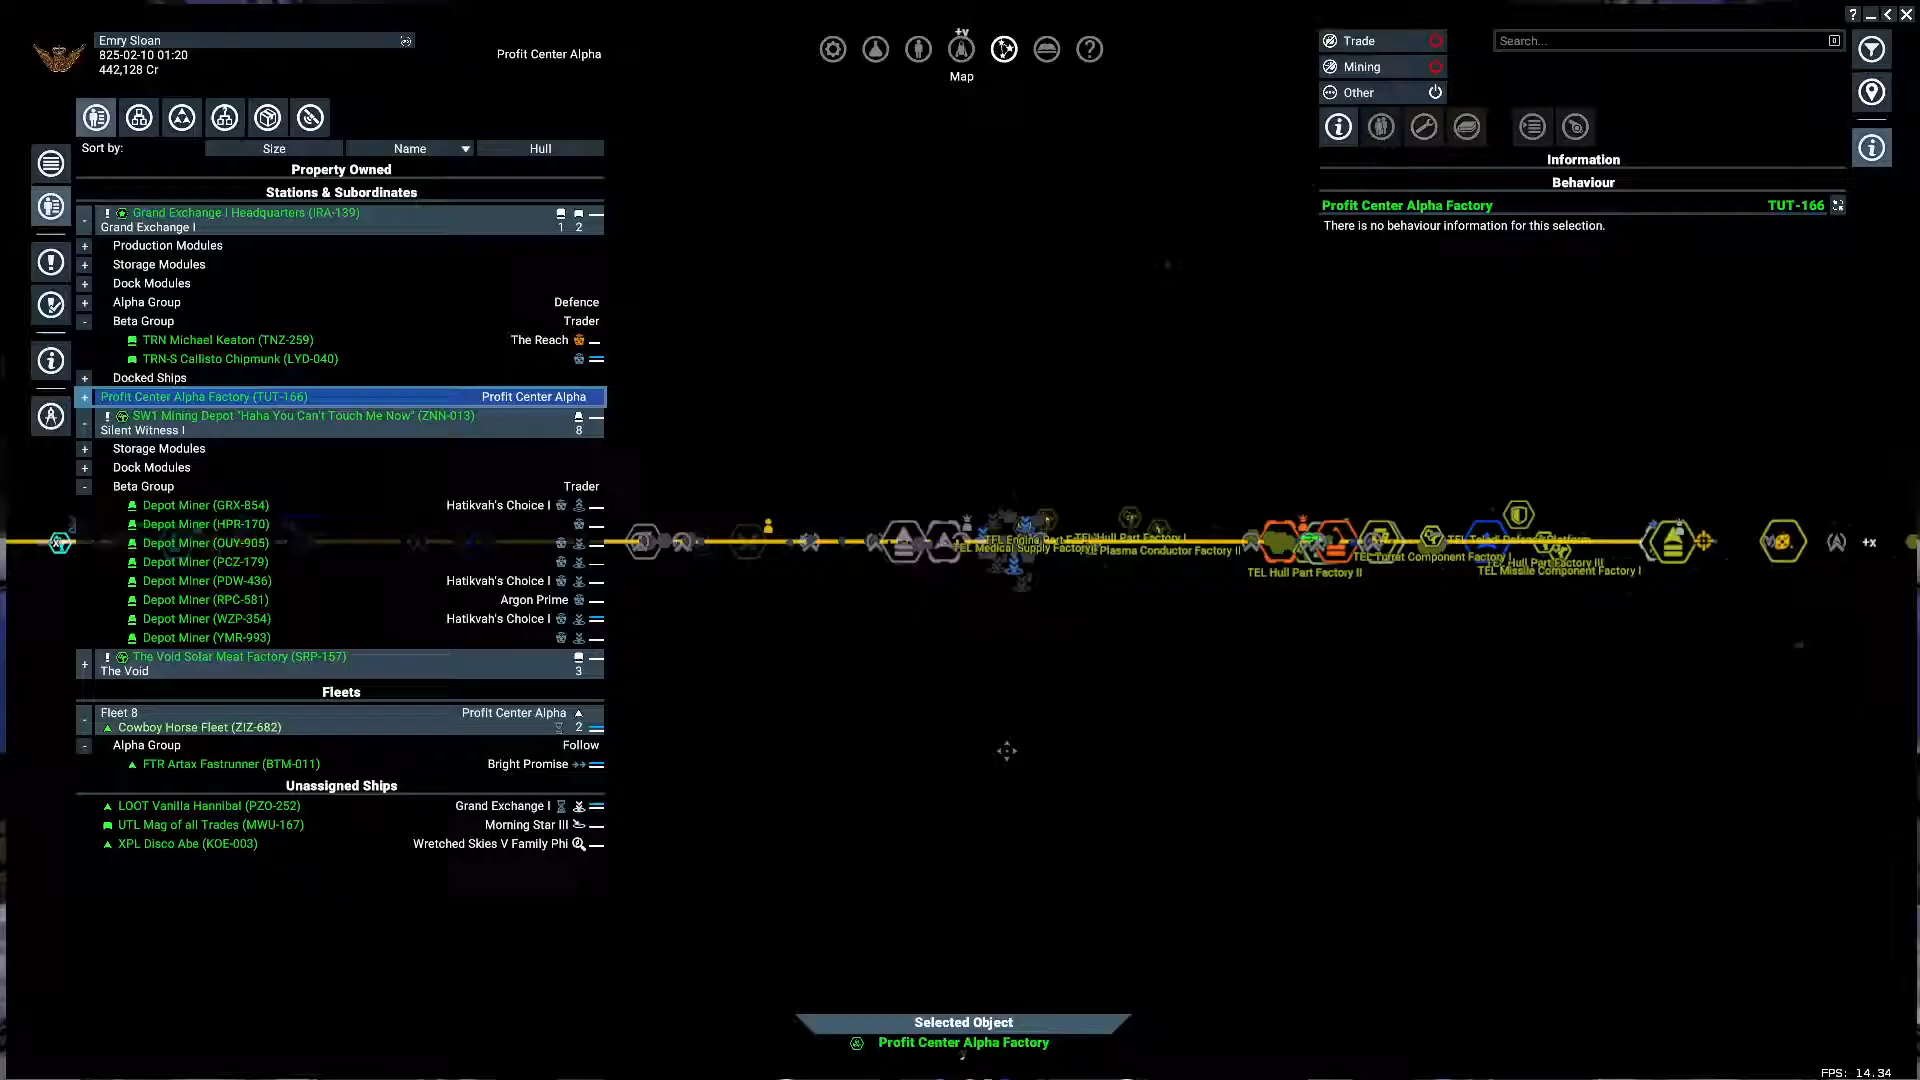 Emry Sloan
825-02-10 01:20
442,128 Cr
Profit Center Alpha
Map
Sort by:
Size
Name
Hull
Property Owned
Stations & Subordinates
! Grand Exchange I Headquarters (IRA-139)
Grand Exchange I 1 2
+ Production Modules
+ Storage Modules
+ Dock Modules
+ Alpha Group Defence
- Beta Group Trader
TRN Michael Keaton (TNZ-259) The Reach
TRN-S Callisto Chipmunk (LYD-040)
+ Docked Ships
+ Profit Center Alpha Factory (TUT-166) Profit Center Alpha
! SW1 Mining Depot "Haha You Can't Touch Me Now" (ZNN-013)
- Silent Witness I 8
+ Storage Modules
+ Dock Modules
- Beta Group Trader
Depot Miner (GRX-854) Hatikvah's Choice I
Depot Miner (HPR-170)
Depot Miner (OUY-905)
Depot Miner (PCZ-179)
Depot Miner (PDW-436) Hatikvah's Choice I
Depot Miner (RPC-581) Argon Prime
Depot Miner (WZP-354) Hatikvah's Choice I
Depot Miner (YMR-993)
! The Void Solar Meat Factory (SRP-157)
+ The Void 3
Fleets
Fleet 8 Profit Center Alpha
- Cowboy Horse Fleet (ZIZ-682) 2
- Alpha Group Follow
FTR Artax Fastrunner (BTM-011) Bright Promise
Unassigned Ships
LOOT Vanilla Hannibal (PZO-252) Grand Exchange I
UTL Mag of all Trades (MWU-167) Morning Star III
XPL Disco Abe (KOE-003) Wretched Skies V Family Phi
TEL Hull Part Factory I
TEL Medical Supply Factory
Plasma Conductor Factory II
TEL Hull Part Factory II
TEL Turret Component Factory I
TEL Teladi Defence Platform
TEL Hull Part Factory III
TEL Missile Component Factory I
+x
Trade
Mining
Other
Search...
Information
Behaviour
Profit Center Alpha Factory TUT-166
There is no behaviour information for this selection.
Selected Object
Profit Center Alpha Factory
FPS: 14.34